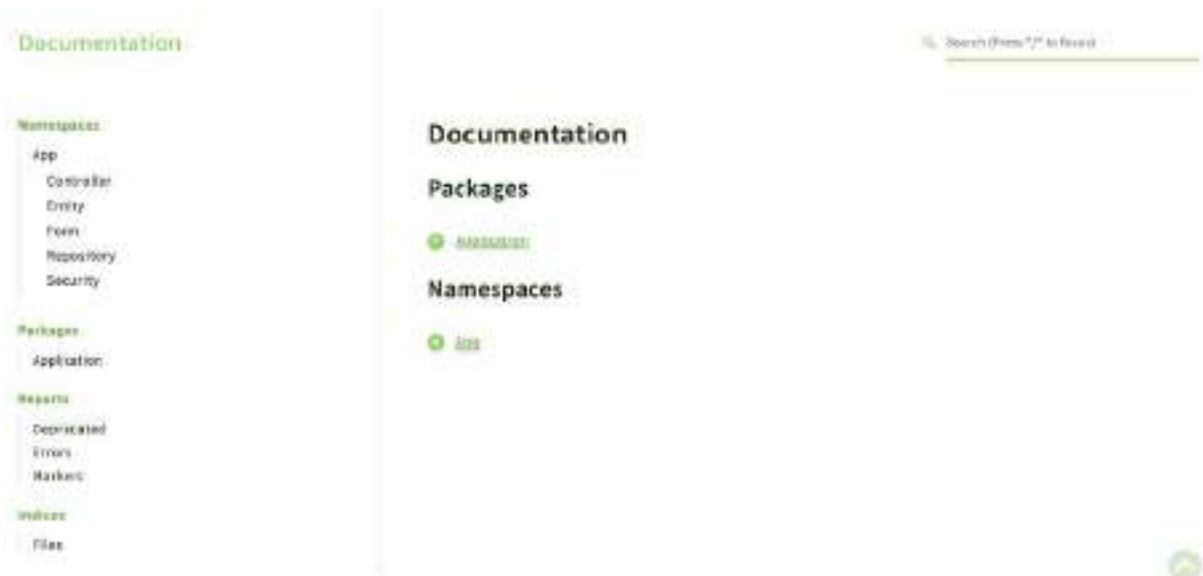 Documentation
Search (Press "/" to focus)
Namespaces
App
Controller
Entity
Form
Repository
Security
Packages
Application
Reports
Deprecated
Errors
Markers
Indices
Files
Documentation
Packages
Application
Namespaces
App